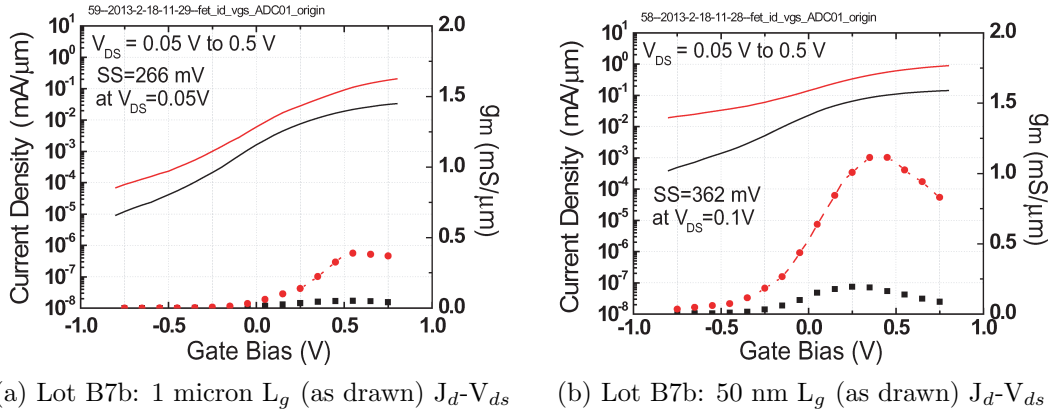 59--2013-2-18-11-29--fet_id_vgs_ADC01_origin
V_DS = 0.05 V to 0.5 V
SS=266 mV
at V_DS=0.05V
10^1
10^0
10^-1
10^-2
10^-3
10^-4
10^-5
10^-6
10^-7
10^-8
Current Density (mA/μm)
2.0
1.5
1.0
0.5
0.0
g_m (mS/μm)
-1.0 -0.5 0.0 0.5 1.0
Gate Bias (V)
(a) Lot B7b: 1 micron L_g (as drawn) J_d-V_ds
58--2013-2-18-11-28--fet_id_vgs_ADC01_origin
V_DS = 0.05 V to 0.5 V
SS=362 mV
at V_DS=0.1V
10^1
10^0
10^-1
10^-2
10^-3
10^-4
10^-5
10^-6
10^-7
10^-8
Current Density (mA/μm)
2.0
1.5
1.0
0.5
0.0
g_m (mS/μm)
-1.0 -0.5 0.0 0.5 1.0
Gate Bias (V)
(b) Lot B7b: 50 nm L_g (as drawn) J_d-V_ds